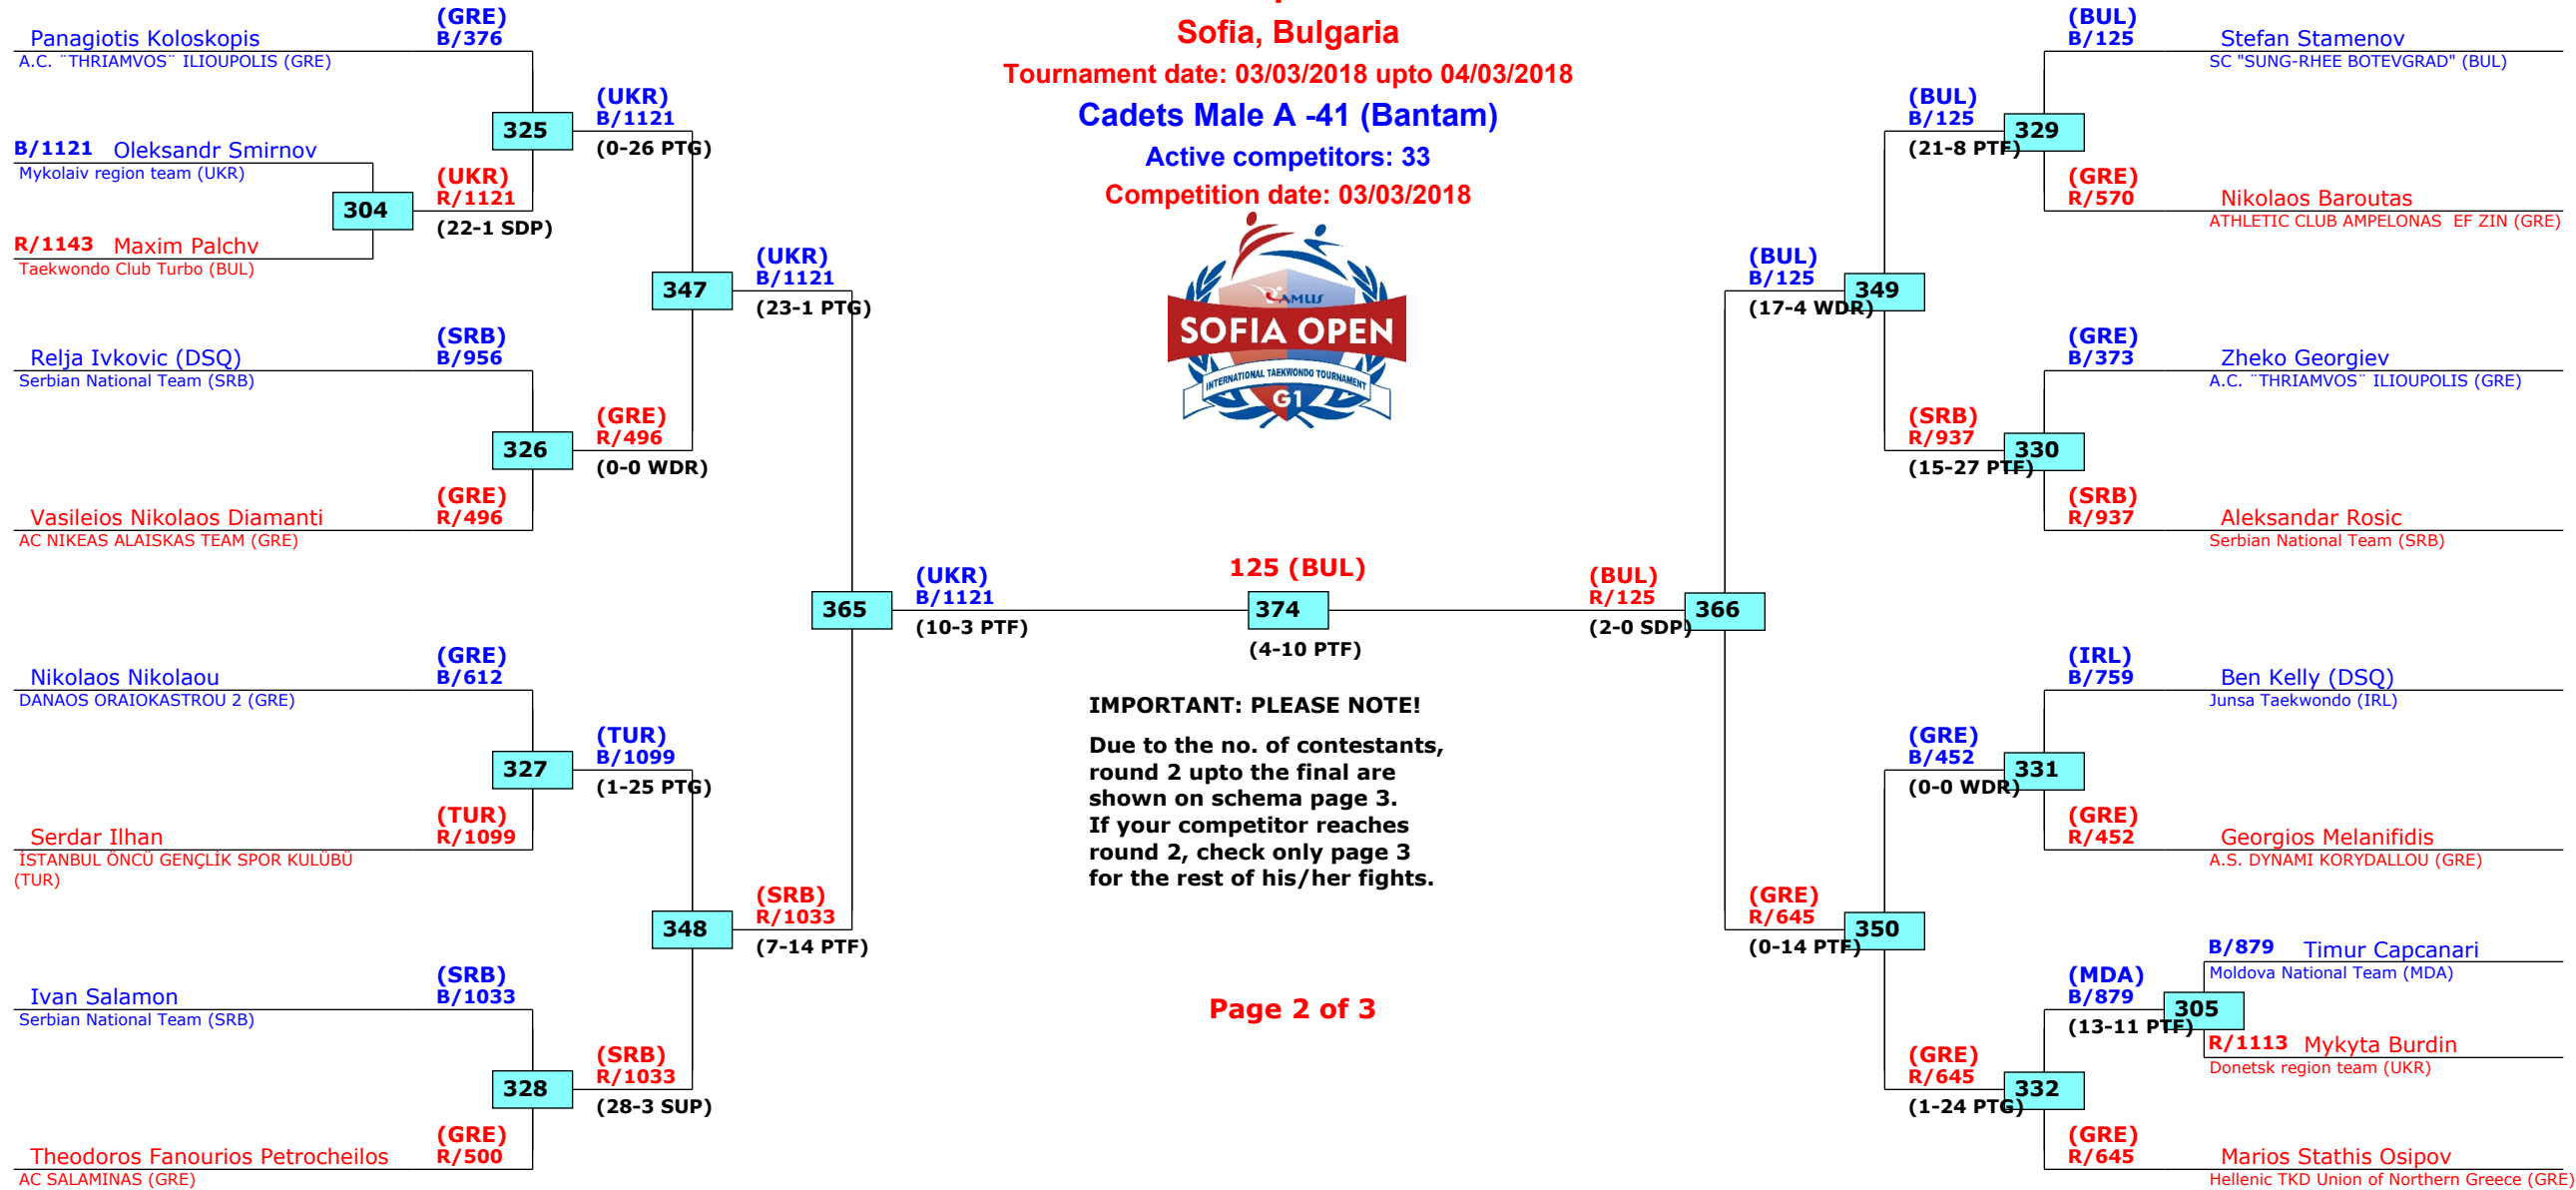 Sofia, Bulgaria
Tournament date: 03/03/2018 upto 04/03/2018
Cadets Male A -41 (Bantam)
Active competitors: 33
Competition date: 03/03/2018
RAMUS
SOFIA OPEN
INTERNATIONAL TAEKWONDO TOURNAMENT
G1
(GRE)
Panagiotis Koloskopis B/376
A.C. ¨THRIAMVOS¨ ILIOUPOLIS (GRE)
325
(UKR)
B/1121
(0-26 PTG)
B/1121 Oleksandr Smirnov
Mykolaiv region team (UKR)
304
(UKR)
R/1121
(22-1 SDP)
R/1143 Maxim Palchv
Taekwondo Club Turbo (BUL)
347
(UKR)
B/1121
(23-1 PTG)
(SRB)
Relja Ivkovic (DSQ) B/956
Serbian National Team (SRB)
326
(GRE)
R/496
(0-0 WDR)
(GRE)
Vasileios Nikolaos Diamanti R/496
AC NIKEAS ALAISKAS TEAM (GRE)
365
(UKR)
B/1121
(10-3 PTF)
(GRE)
Nikolaos Nikolaou B/612
DANAOS ORAIOKASTROU 2 (GRE)
327
(TUR)
B/1099
(1-25 PTG)
(TUR)
Serdar Ilhan R/1099
İSTANBUL ÖNCÜ GENÇLİK SPOR KULÜBÜ
(TUR)
348
(SRB)
R/1033
(7-14 PTF)
(SRB)
Ivan Salamon B/1033
Serbian National Team (SRB)
328
(SRB)
R/1033
(28-3 SUP)
(GRE)
Theodoros Fanourios Petrocheilos R/500
AC SALAMINAS (GRE)
125 (BUL)
374
(4-10 PTF)
IMPORTANT: PLEASE NOTE!
Due to the no. of contestants,
round 2 upto the final are
shown on schema page 3.
If your competitor reaches
round 2, check only page 3
for the rest of his/her fights.
Page 2 of 3
(BUL)
B/125 Stefan Stamenov
SC "SUNG-RHEE BOTEVGRAD" (BUL)
(BUL)
B/125
329
(21-8 PTF)
(GRE)
R/570 Nikolaos Baroutas
ATHLETIC CLUB AMPELONAS EF ZIN (GRE)
(BUL)
B/125
349
(17-4 WDR)
(GRE)
B/373 Zheko Georgiev
A.C. ¨THRIAMVOS¨ ILIOUPOLIS (GRE)
(SRB)
R/937
330
(15-27 PTF)
(SRB)
R/937 Aleksandar Rosic
Serbian National Team (SRB)
(BUL)
R/125
366
(2-0 SDP)
(IRL)
B/759 Ben Kelly (DSQ)
Junsa Taekwondo (IRL)
(GRE)
B/452
331
(0-0 WDR)
(GRE)
R/452 Georgios Melanifidis
A.S. DYNAMI KORYDALLOU (GRE)
(GRE)
R/645
350
(0-14 PTF)
B/879 Timur Capcanari
Moldova National Team (MDA)
(MDA)
B/879
305
(13-11 PTF)
R/1113 Mykyta Burdin
Donetsk region team (UKR)
(GRE)
R/645
332
(1-24 PTG)
(GRE)
R/645 Marios Stathis Osipov
Hellenic TKD Union of Northern Greece (GRE)